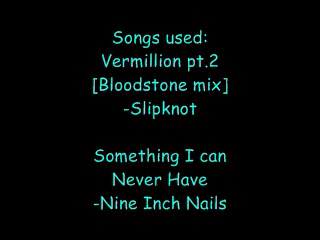 Songs used:
Vermillion pt.2
[Bloodstone mix]
-Slipknot
Something I can
Never Have
-Nine Inch Nails